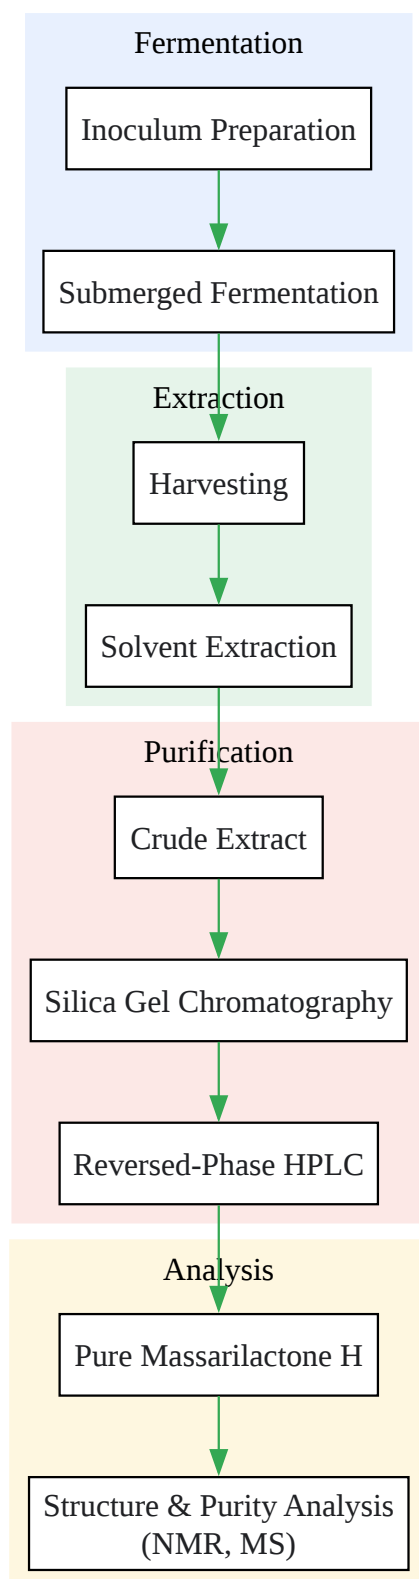 Fermentation
Inoculum Preparation
Submerged Fermentation
Extraction
Harvesting
Solvent Extraction
Purification
Crude Extract
Silica Gel Chromatography
Reversed-Phase HPLC
Analysis
Pure Massarilactone H
Structure & Purity Analysis
(NMR, MS)